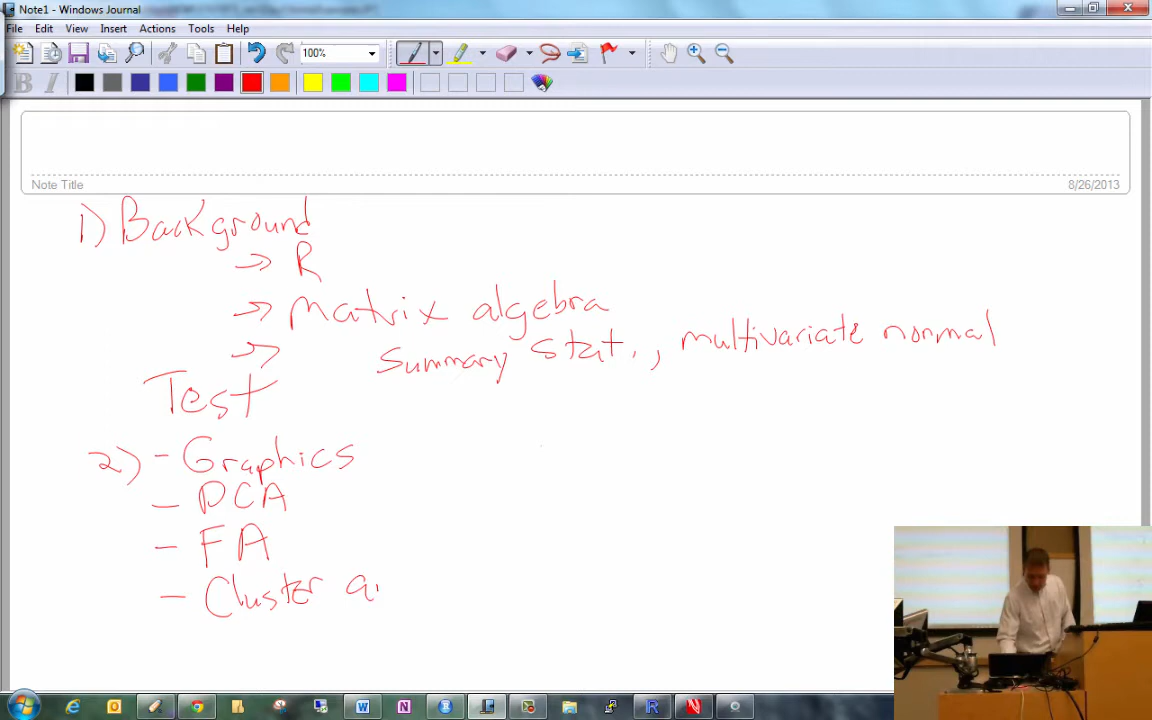 Note1 - Windows Journal
File Edit View Insert Actions Tools Help
100%
B I
Note Title 8/26/2013
1) Background
→ R
→ Matrix algebra
→ Summary stat., multivariate normal
Test
2) - Graphics
- PCA
- FA
- Cluster a